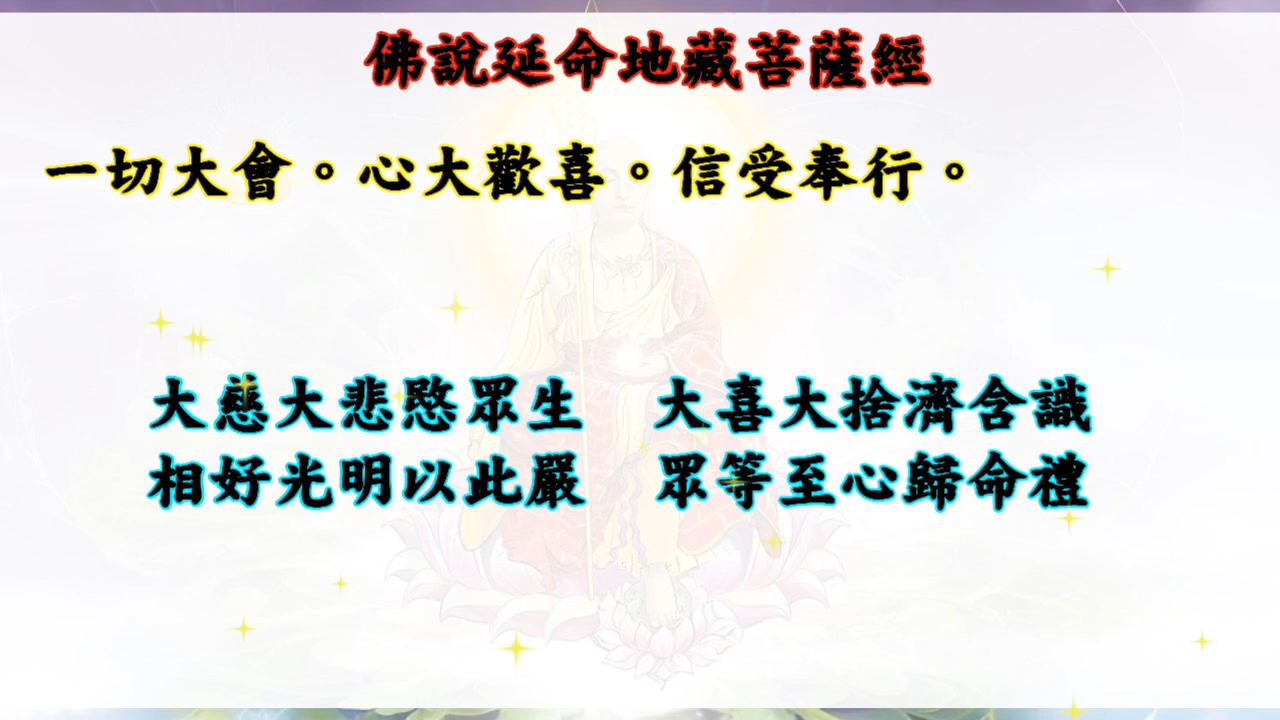 佛說延命地藏菩薩經
一切大會。心大歡喜。信受奉行。
大慈大悲愍眾生　大喜大捨濟含識
相好光明以此嚴　眾等至心歸命禮